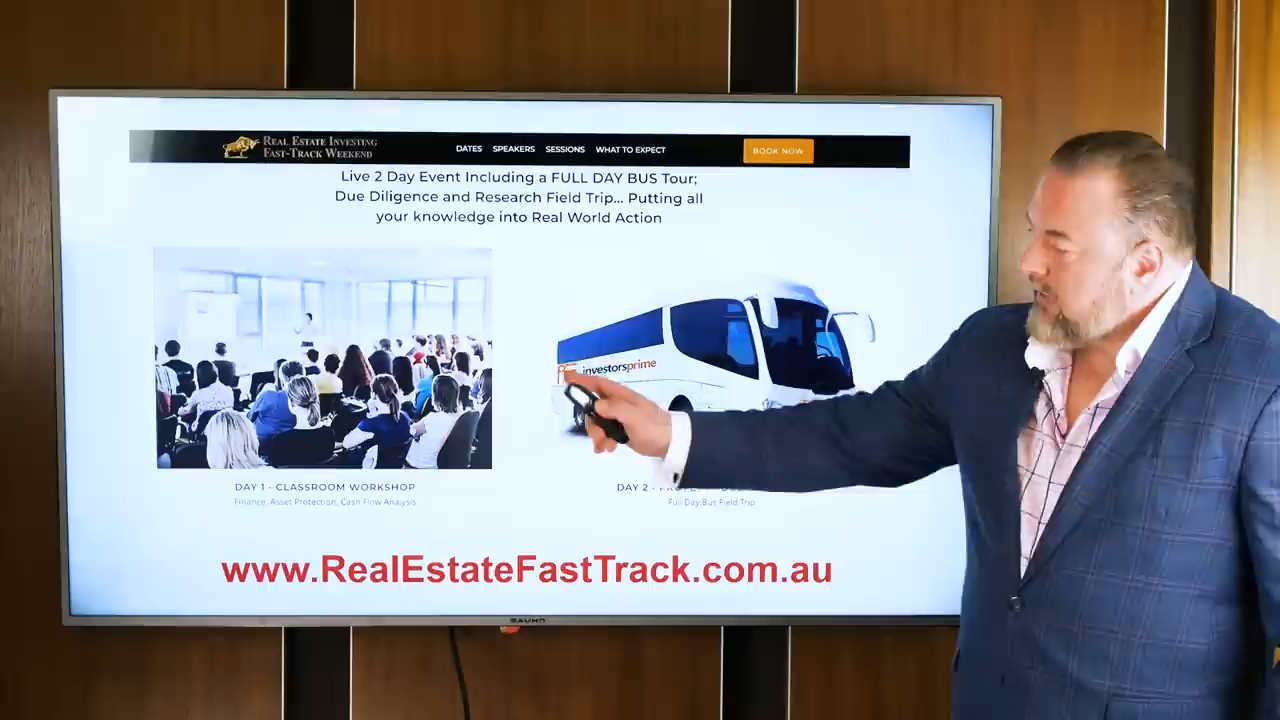 REAL ESTATE INVESTING
FAST-TRACK WEEKEND
DATES SPEAKERS SESSIONS WHAT TO EXPECT
BOOK NOW
Live 2 Day Event Including a FULL DAY BUS Tour;
Due Diligence and Research Field Trip... Putting all
your knowledge into Real World Action
investorsprime
DAY 1 - CLASSROOM WORKSHOP
Finance, Asset Protection, Cash Flow Analysis
DAY 2 -
Full Day Bus Field Trip
www.RealEstateFastTrack.com.au